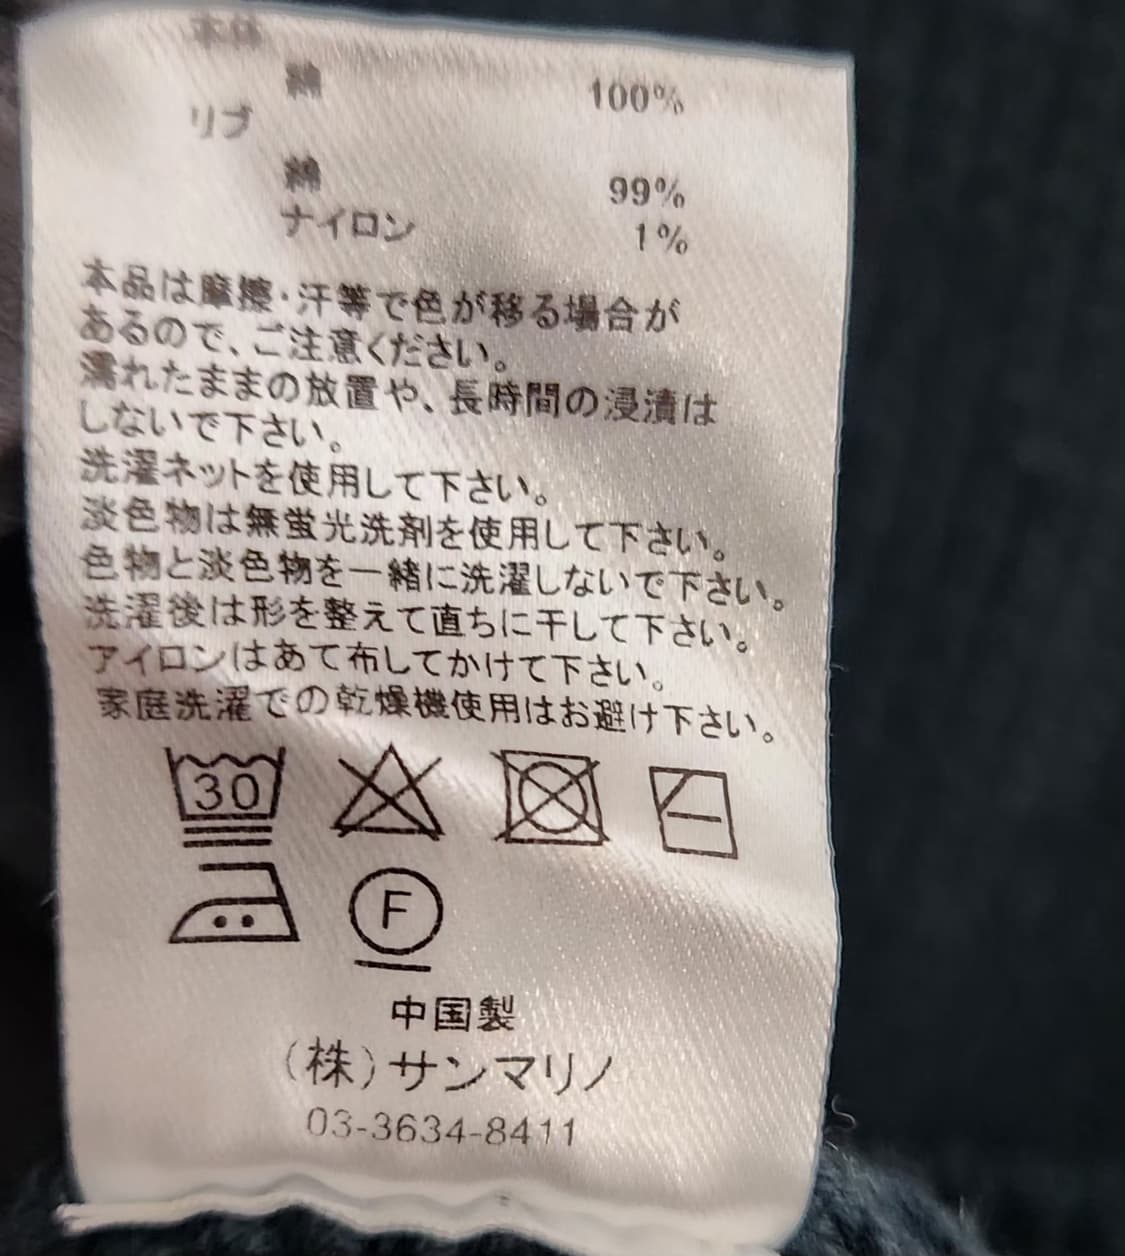 本体
綿 100%
リブ
綿 99%
ナイロン 1%
本品は摩擦・汗等で色が移る場合が
あるので、ご注意ください。
濡れたままの放置や、長時間の浸漬は
しないで下さい。
洗濯ネットを使用して下さい。
淡色物は無蛍光洗剤を使用して下さい。
色物と淡色物を一緒に洗濯しないで下さい。
洗濯後は形を整えて直ちに干して下さい。
アイロンはあて布してかけて下さい。
家庭洗濯での乾燥機使用はお避け下さい。
30
F
中国製
(株)サンマリノ
03-3634-8411